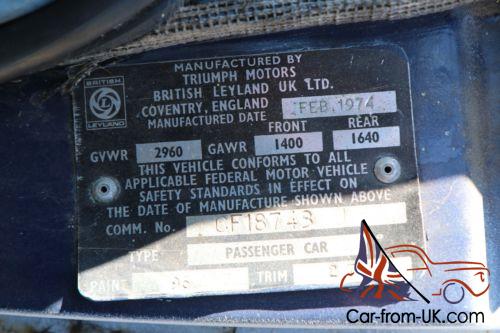 MANUFACTURED BY
TRIUMPH MOTORS
BRITISH LEYLAND UK LTD.
COVENTRY, ENGLAND
MANUFACTURED DATE FEB.1974
BRITISH
LEYLAND
FRONT REAR
GVWR 2960 GAWR 1400 1640
THIS VEHICLE CONFORMS TO ALL
APPLICABLE FEDERAL MOTOR VEHICLE
SAFETY STANDARDS IN EFFECT ON
THE DATE OF MANUFACTURE SHOWN ABOVE
COMM. No. CF18743
TYPE PASSENGER CAR
PAINT 96 TRIM 2
Car-from-UK.com